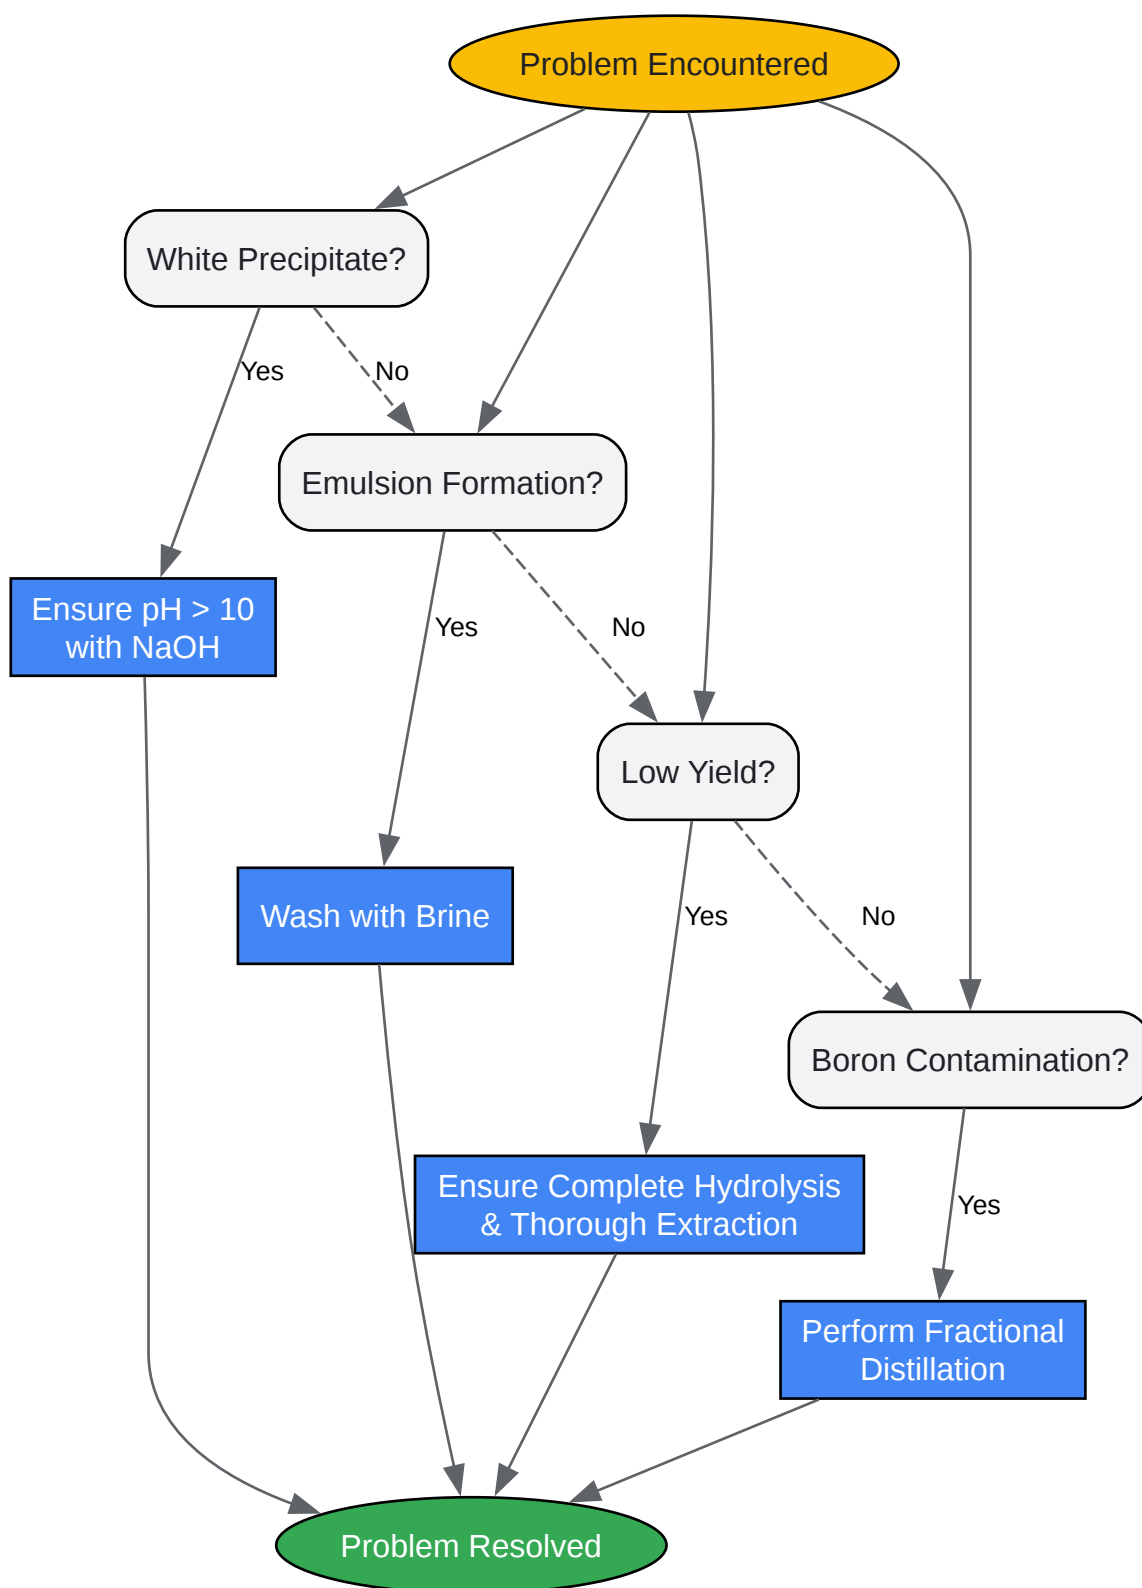 Problem Encountered
White Precipitate?
Yes
No
Emulsion Formation?
Ensure pH > 10
with NaOH
Yes
No
Low Yield?
Wash with Brine
Yes
No
Boron Contamination?
Ensure Complete Hydrolysis
& Thorough Extraction
Yes
Perform Fractional
Distillation
Problem Resolved